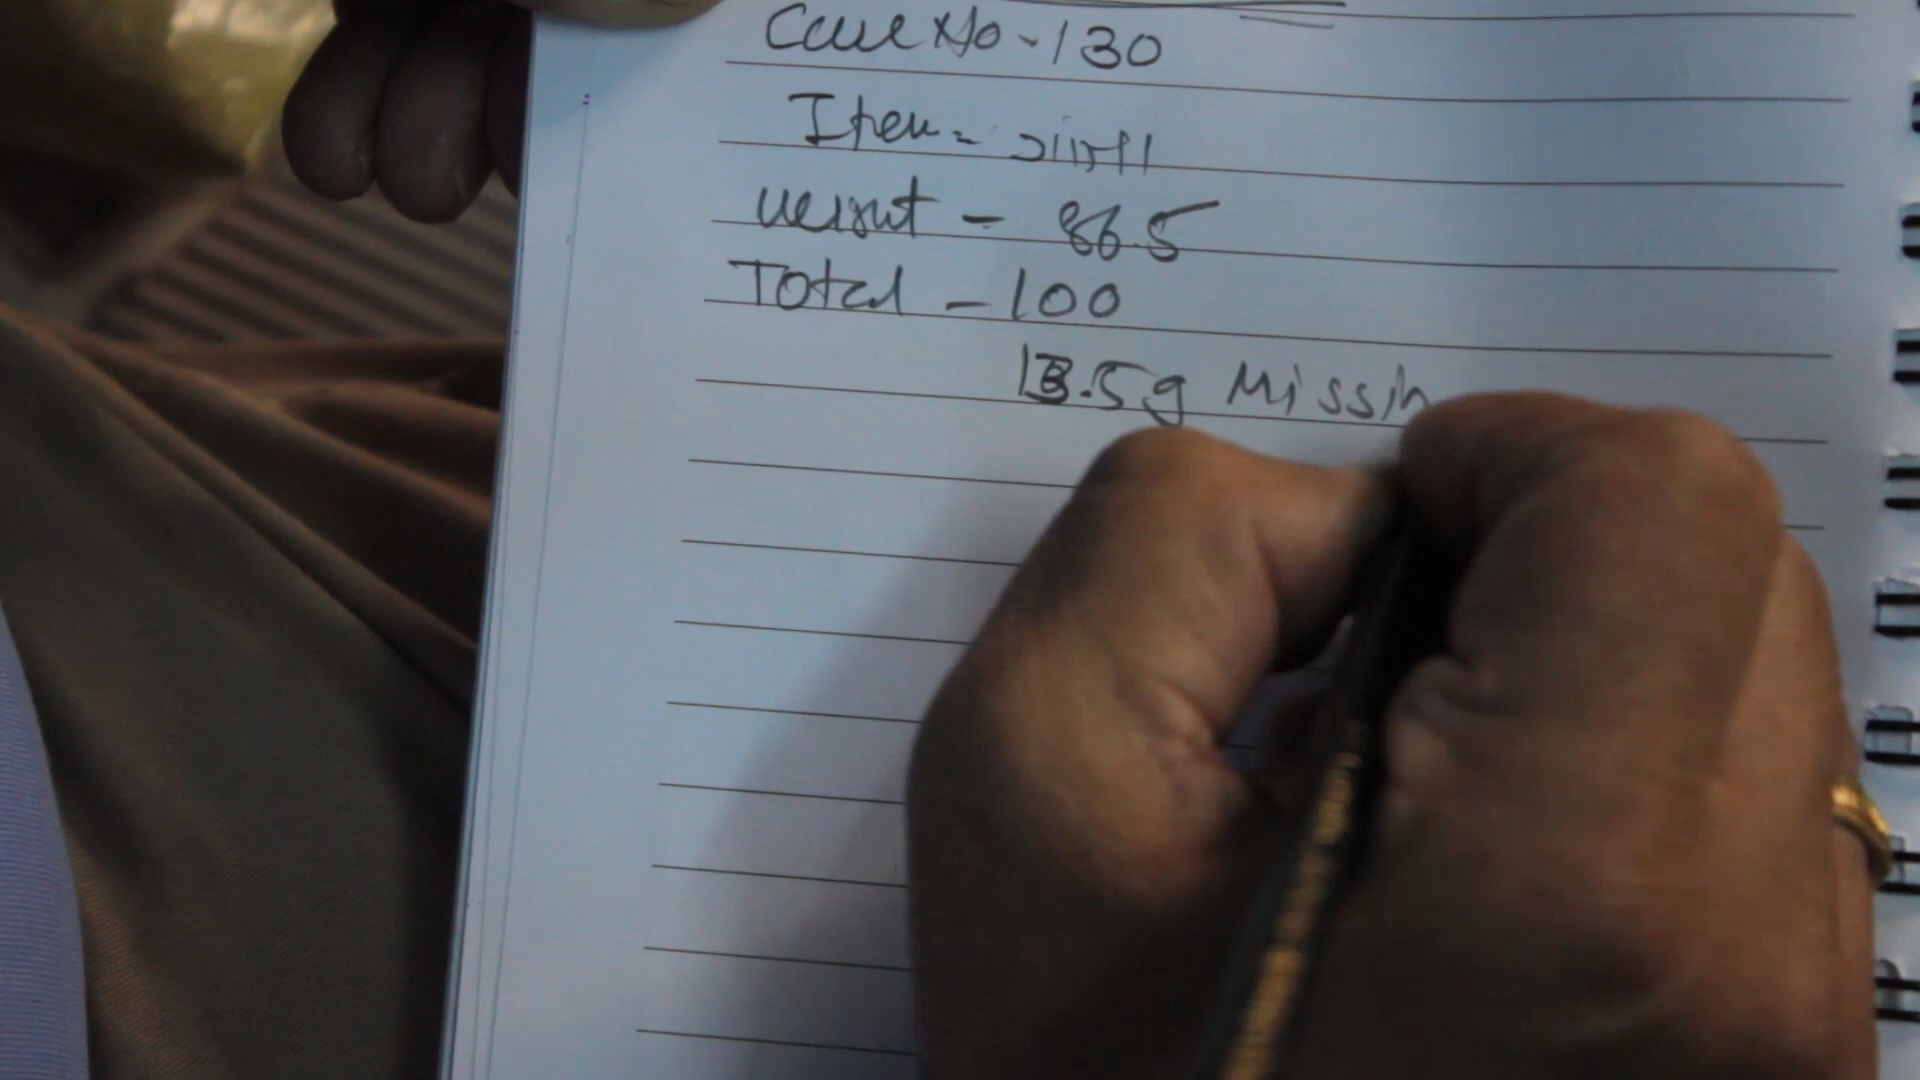 Case No - 130
Item = गांजा
weight - 86.5
Total - 100
13.5g Missin